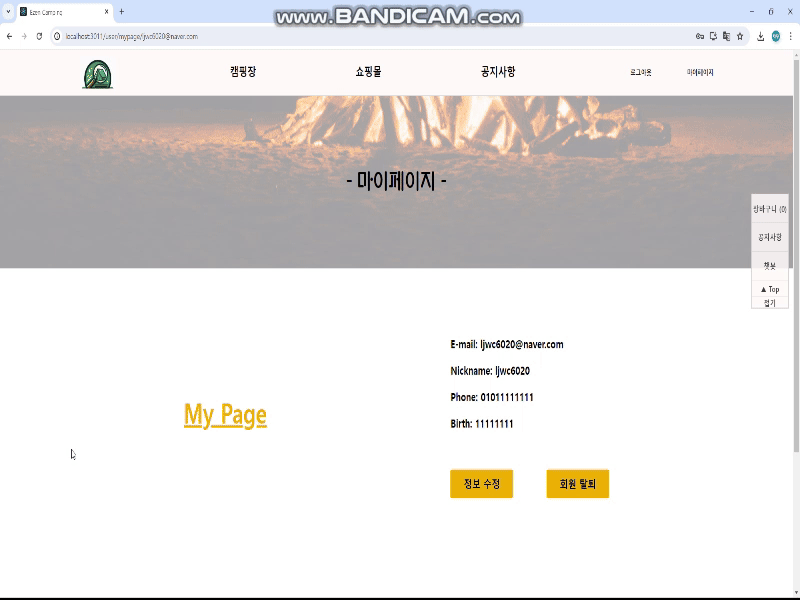 Ezen Camping
www.BANDICAM.com
localhost:3011/user/mypage/ljwc6020@naver.com
캠핑장 쇼핑몰 공지사항 로그아웃 마이페이지
- 마이페이지 -
장바구니 (0)
공지사항
챗봇
▲ Top
접기
E-mail: ljwc6020@naver.com
Nickname: ljwc6020
Phone: 01011111111
Birth: 11111111
My Page
정보 수정 회원 탈퇴